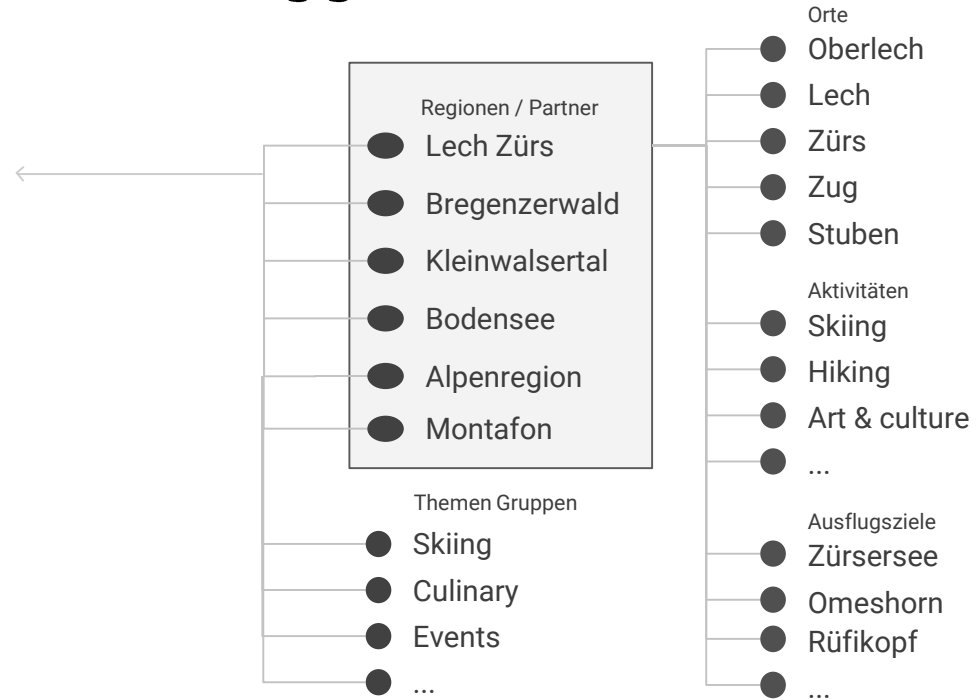 Regionen / Partner
Lech Zürs
Bregenzerwald
Kleinwalsertal
Bodensee
Alpenregion
Montafon
Themen Gruppen
Skiing
Culinary
Events
...
Orte
Oberlech
Lech
Zürs
Zug
Stuben
Aktivitäten
Skiing
Hiking
Art & culture
...
Ausflugsziele
Zürsersee
Omeshorn
Rüfikopf
...